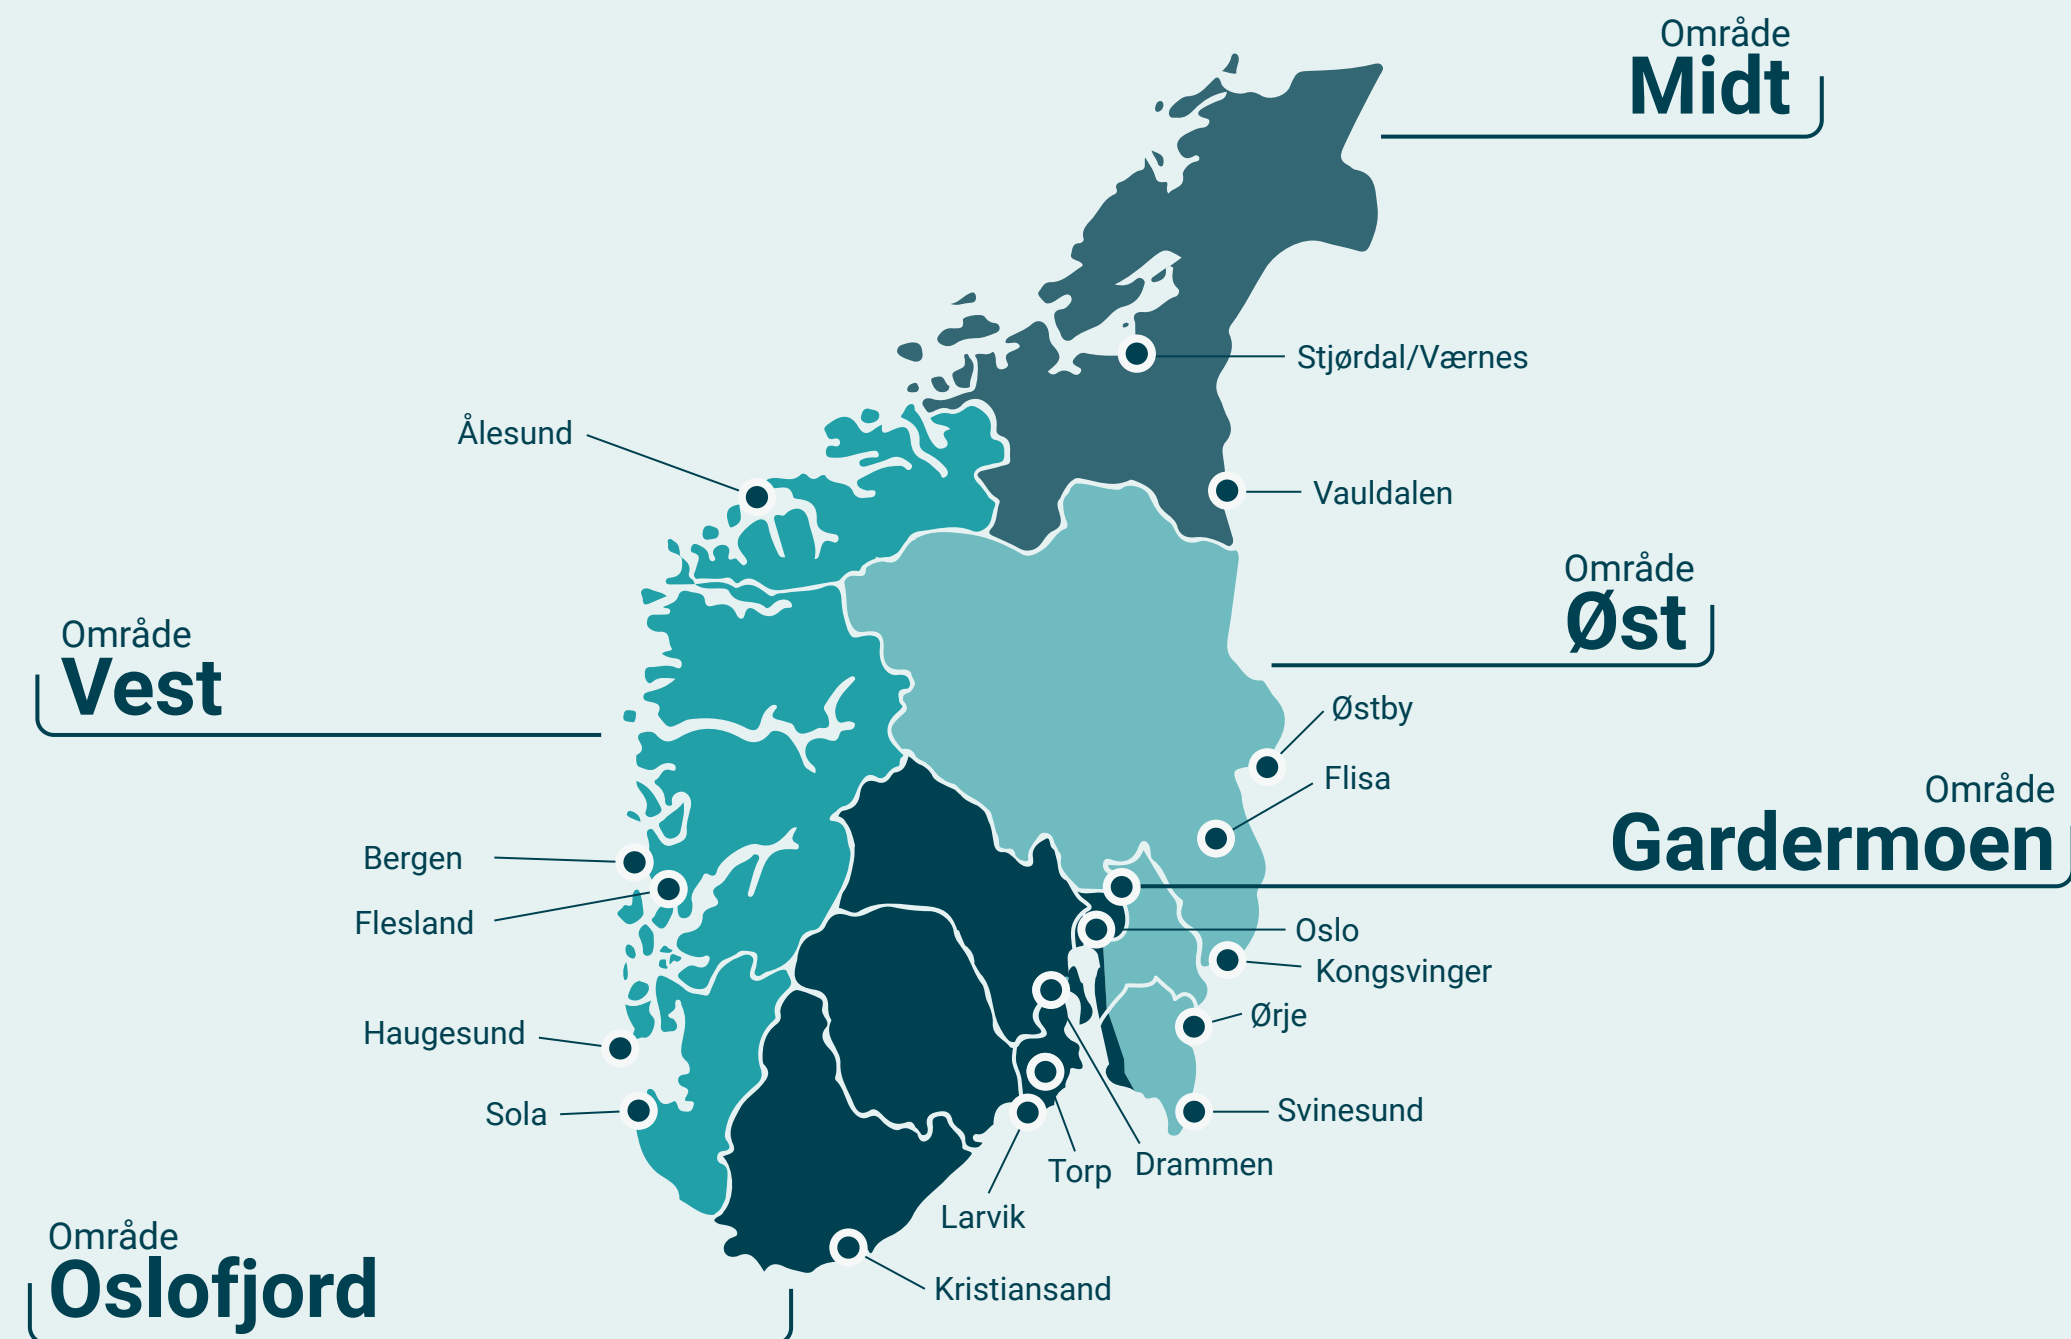 Område
Midt
Stjørdal/Værnes
Ålesund
Vauldalen
Område
Øst
Område
Vest
Østby
Flisa
Område
Gardermoen
Bergen
Flesland
Oslo
Kongsvinger
Ørje
Haugesund
Sola
Svinesund
Torp
Drammen
Larvik
Område
Oslofjord
Kristiansand